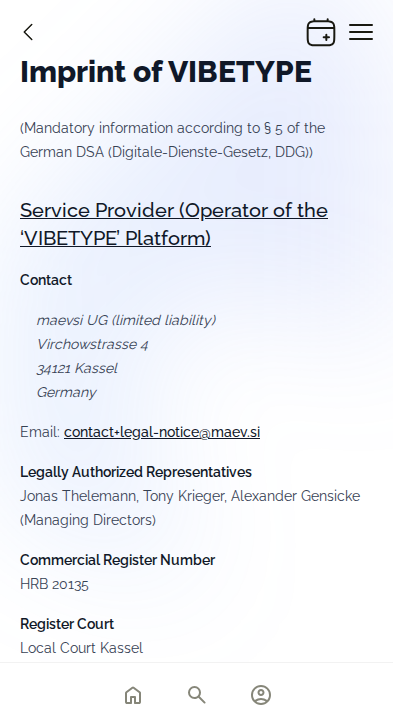 Imprint of VIBETYPE
(Mandatory information according to § 5 of the
German DSA (Digitale-Dienste-Gesetz, DDG))
Service Provider (Operator of the
‘VIBETYPE’ Platform)
Contact
maevsi UG (limited liability)
Virchowstrasse 4
34121 Kassel
Germany
Email: contact+legal-notice@maev.si
Legally Authorized Representatives
Jonas Thelemann, Tony Krieger, Alexander Gensicke
(Managing Directors)
Commercial Register Number
HRB 20135
Register Court
Local Court Kassel